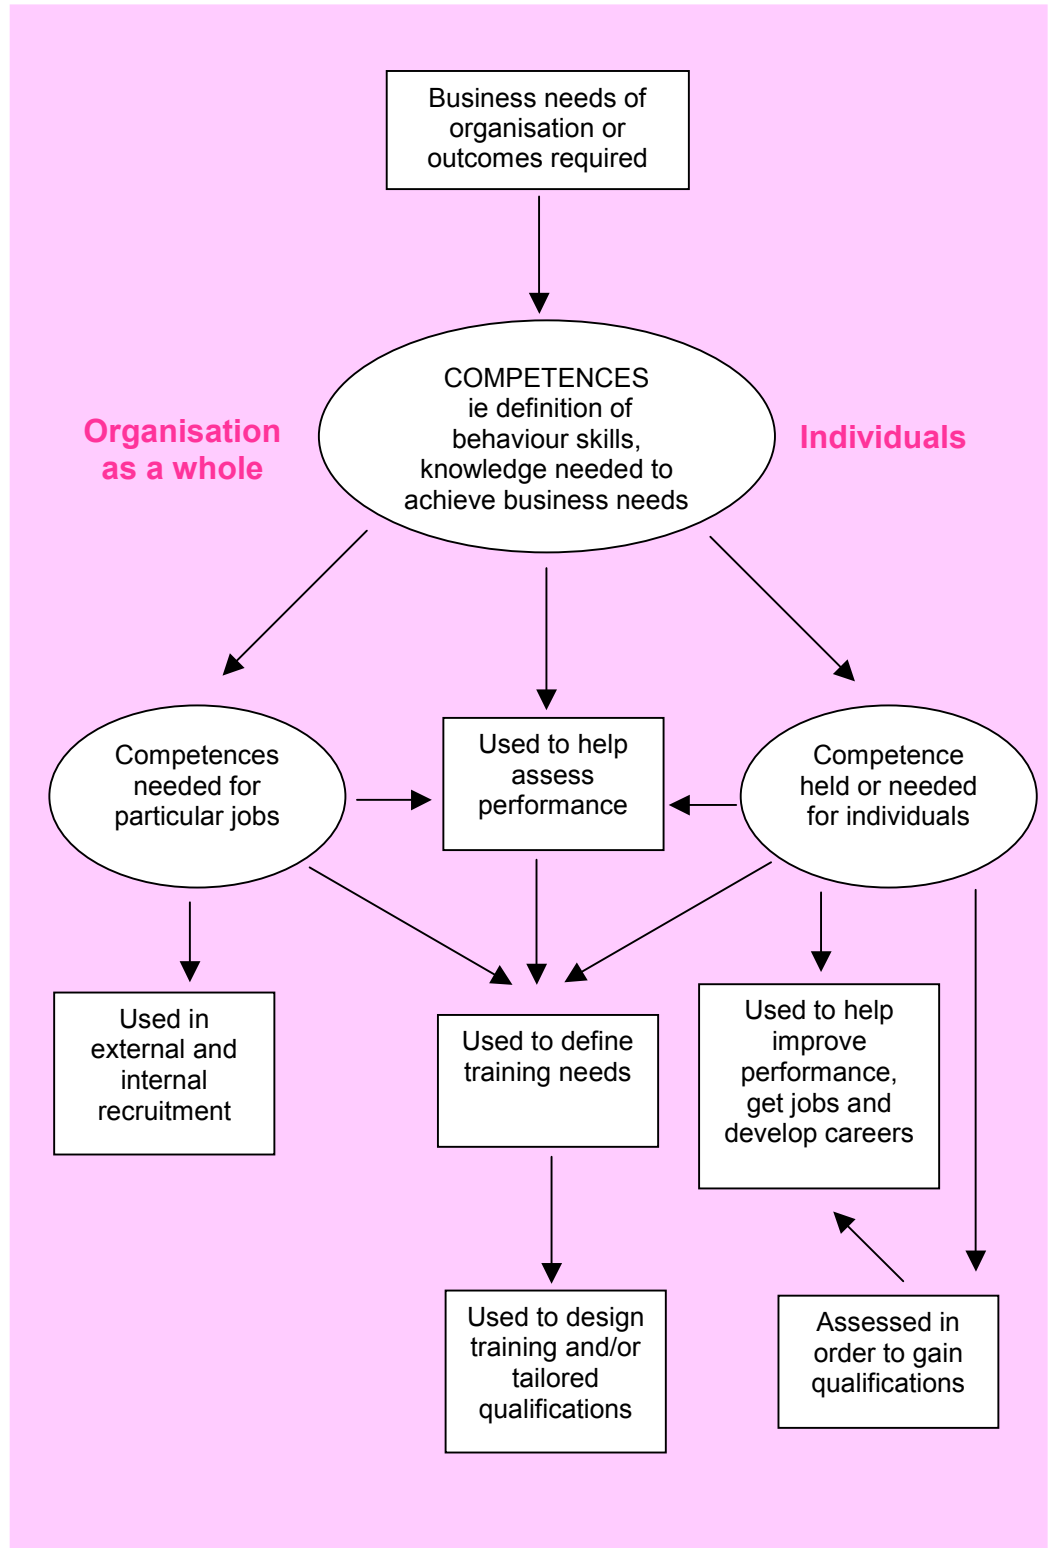 Business needs of
organisation or
outcomes required
COMPETENCES
ie definition of
behaviour skills,
knowledge needed to
achieve business needs
Organisation
as a whole
Individuals
Competences
needed for
particular jobs
Used to help
assess
performance
Competence
held or needed
for individuals
Used in
external and
internal
recruitment
Used to define
training needs
Used to help
improve
performance,
get jobs and
develop careers
Used to design
training and/or
tailored
qualifications
Assessed in
order to gain
qualifications